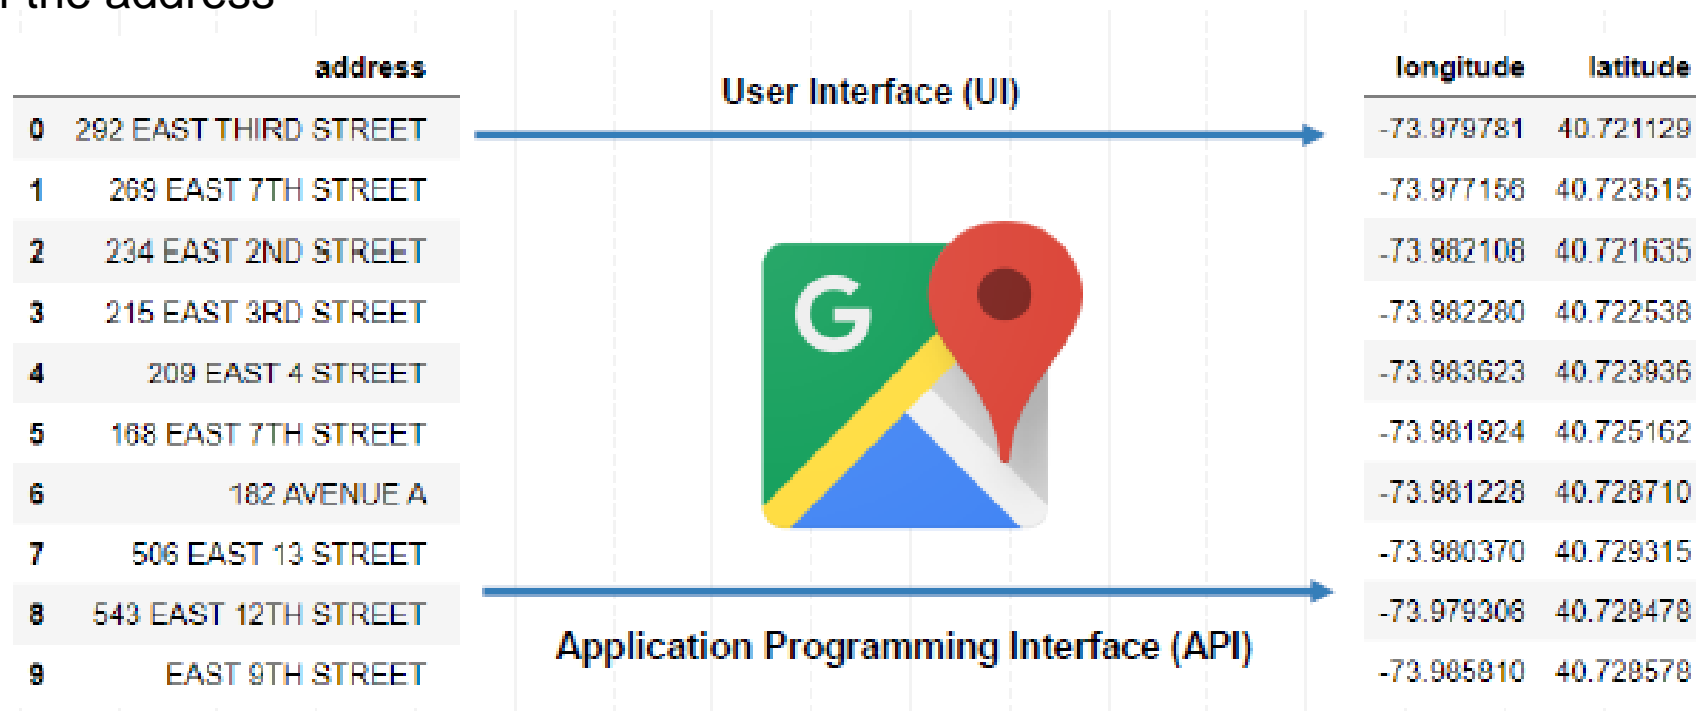 the address
address
0 292 EAST THIRD STREET
1 269 EAST 7TH STREET
2 234 EAST 2ND STREET
3 215 EAST 3RD STREET
4 209 EAST 4 STREET
5 168 EAST 7TH STREET
6 182 AVENUE A
7 506 EAST 13 STREET
8 543 EAST 12TH STREET
9 EAST 9TH STREET
User Interface (UI)
G
Application Programming Interface (API)
longitude latitude
-73.979781 40.721129
-73.977156 40.723515
-73.982108 40.721635
-73.982280 40.722538
-73.983623 40.723936
-73.981924 40.725162
-73.981228 40.728710
-73.980370 40.729315
-73.979306 40.728478
-73.985810 40.728578